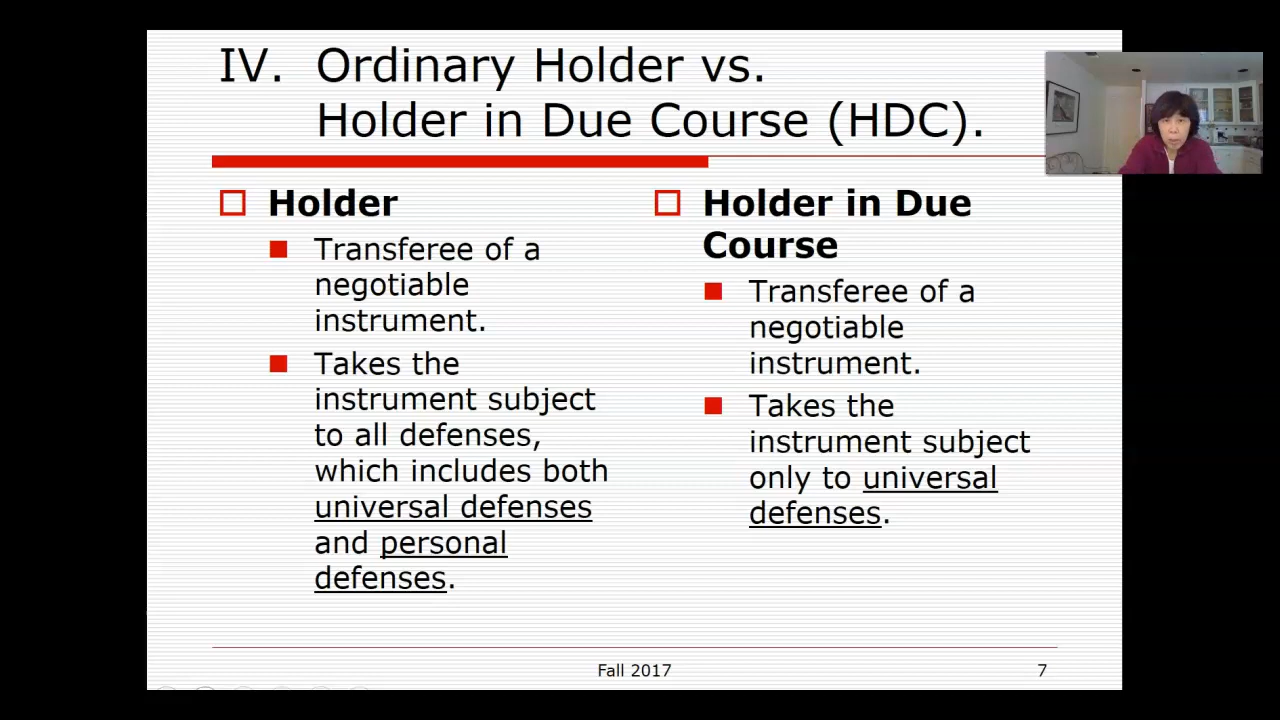 IV. Ordinary Holder vs.
Holder in Due Course (HDC).
Holder
Transferee of a
negotiable
instrument.
Takes the
instrument subject
to all defenses,
which includes both
universal defenses
and personal
defenses.
Holder in Due
Course
Transferee of a
negotiable
instrument.
Takes the
instrument subject
only to universal
defenses.
Fall 2017
7